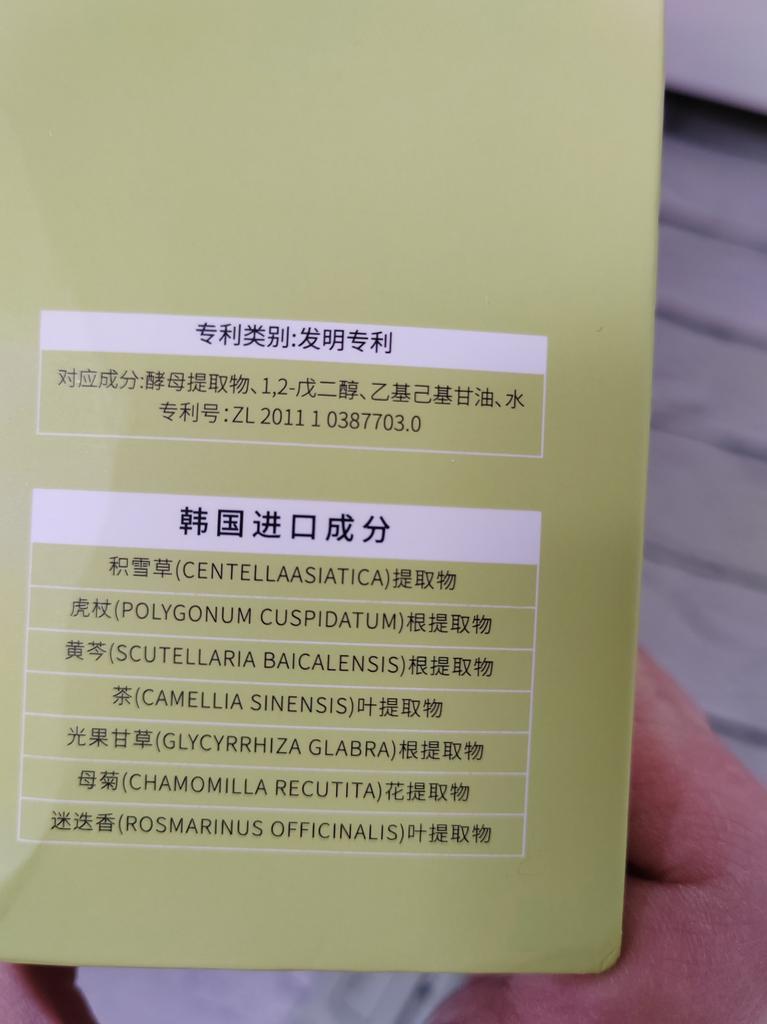 专利类别:发明专利
对应成分:酵母提取物、1,2-戊二醇、乙基己基甘油、水
专利号:ZL 2011 1 0387703.0
韩国进口成分
积雪草(CENTELLAASIATICA)提取物
虎杖(POLYGONUM CUSPIDATUM)根提取物
黄芩(SCUTELLARIA BAICALENSIS)根提取物
茶(CAMELLIA SINENSIS)叶提取物
光果甘草(GLYCYRRHIZA GLABRA)根提取物
母菊(CHAMOMILLA RECUTITA)花提取物
迷迭香(ROSMARINUS OFFICINALIS)叶提取物